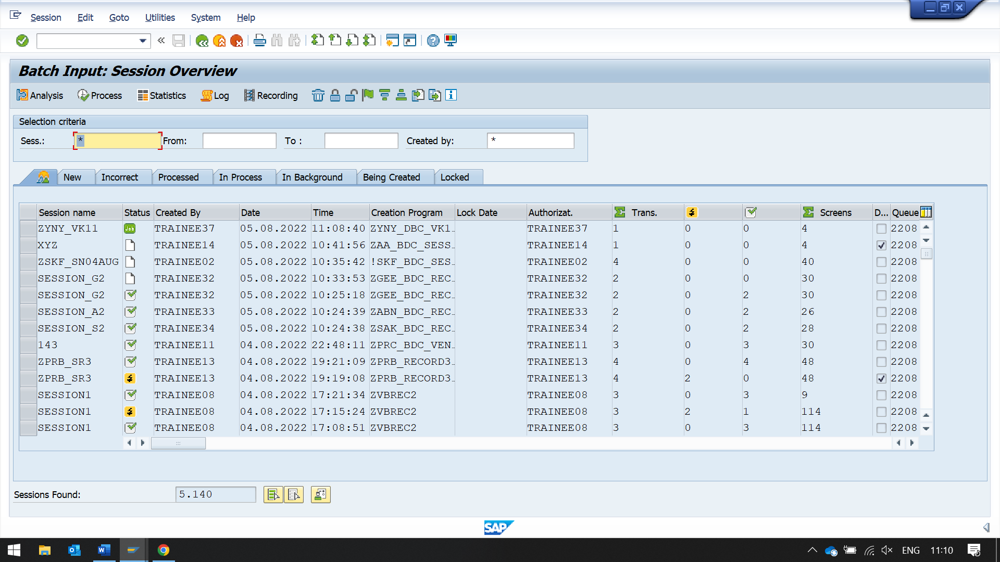 Session Edit Goto Utilities System Help
Batch Input: Session Overview
Analysis Process Statistics Log Recording
Selection criteria
Sess.: * From: To : Created by: *
New Incorrect Processed In Process In Background Being Created Locked
Session name Status Created By Date Time Creation Program Lock Date Authorizat. Trans. Screens D... Queue
ZYNY_VK11 Job TRAINEE37 05.08.2022 11:08:40 ZYNY_DBC_VK1… TRAINEE37 1 0 0 4 2208
XYZ TRAINEE14 05.08.2022 10:41:56 ZAA_BDC_SESS… TRAINEE14 1 0 0 4 2208
ZSKF_SN04AUG TRAINEE02 05.08.2022 10:35:42 !SKF_BDC_SES… TRAINEE02 4 0 0 40 2208
SESSION_G2 TRAINEE32 05.08.2022 10:33:53 ZGEE_BDC_REC… TRAINEE32 2 0 0 30 2208
SESSION_G2 TRAINEE32 05.08.2022 10:25:18 ZGEE_BDC_REC… TRAINEE32 2 0 2 30 2208
SESSION_A2 TRAINEE33 05.08.2022 10:24:39 ZABN_BDC_REC… TRAINEE33 2 0 2 26 2208
SESSION_S2 TRAINEE34 05.08.2022 10:24:38 ZSAK_BDC_REC… TRAINEE34 2 0 2 28 2208
143 TRAINEE11 04.08.2022 22:48:11 ZPRC_BDC_VEN… TRAINEE11 3 0 3 30 2208
ZPRB_SR3 TRAINEE13 04.08.2022 19:21:09 ZPRB_RECORD3… TRAINEE13 4 0 4 48 2208
ZPRB_SR3 TRAINEE13 04.08.2022 19:19:08 ZPRB_RECORD3… TRAINEE13 4 2 0 48 2208
SESSION1 TRAINEE08 04.08.2022 17:21:34 ZVBREC2 TRAINEE08 3 0 3 9 2208
SESSION1 TRAINEE08 04.08.2022 17:15:24 ZVBREC2 TRAINEE08 3 2 1 114 2208
SESSION1 TRAINEE08 04.08.2022 17:08:51 ZVBREC2 TRAINEE08 3 0 3 114 2208
Sessions Found: 5.140
SAP
ENG 11:10